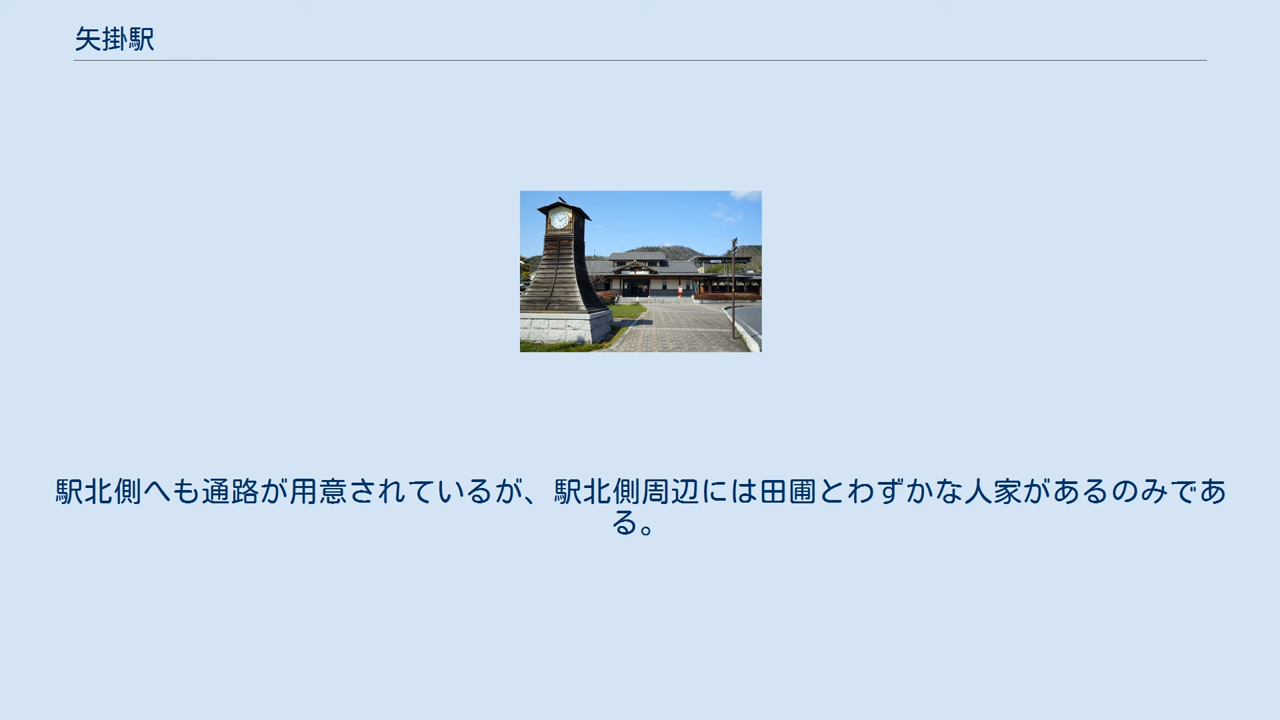 矢掛駅
駅北側へも通路が用意されているが、駅北側周辺には田圃とわずかな人家があるのみであ
る。